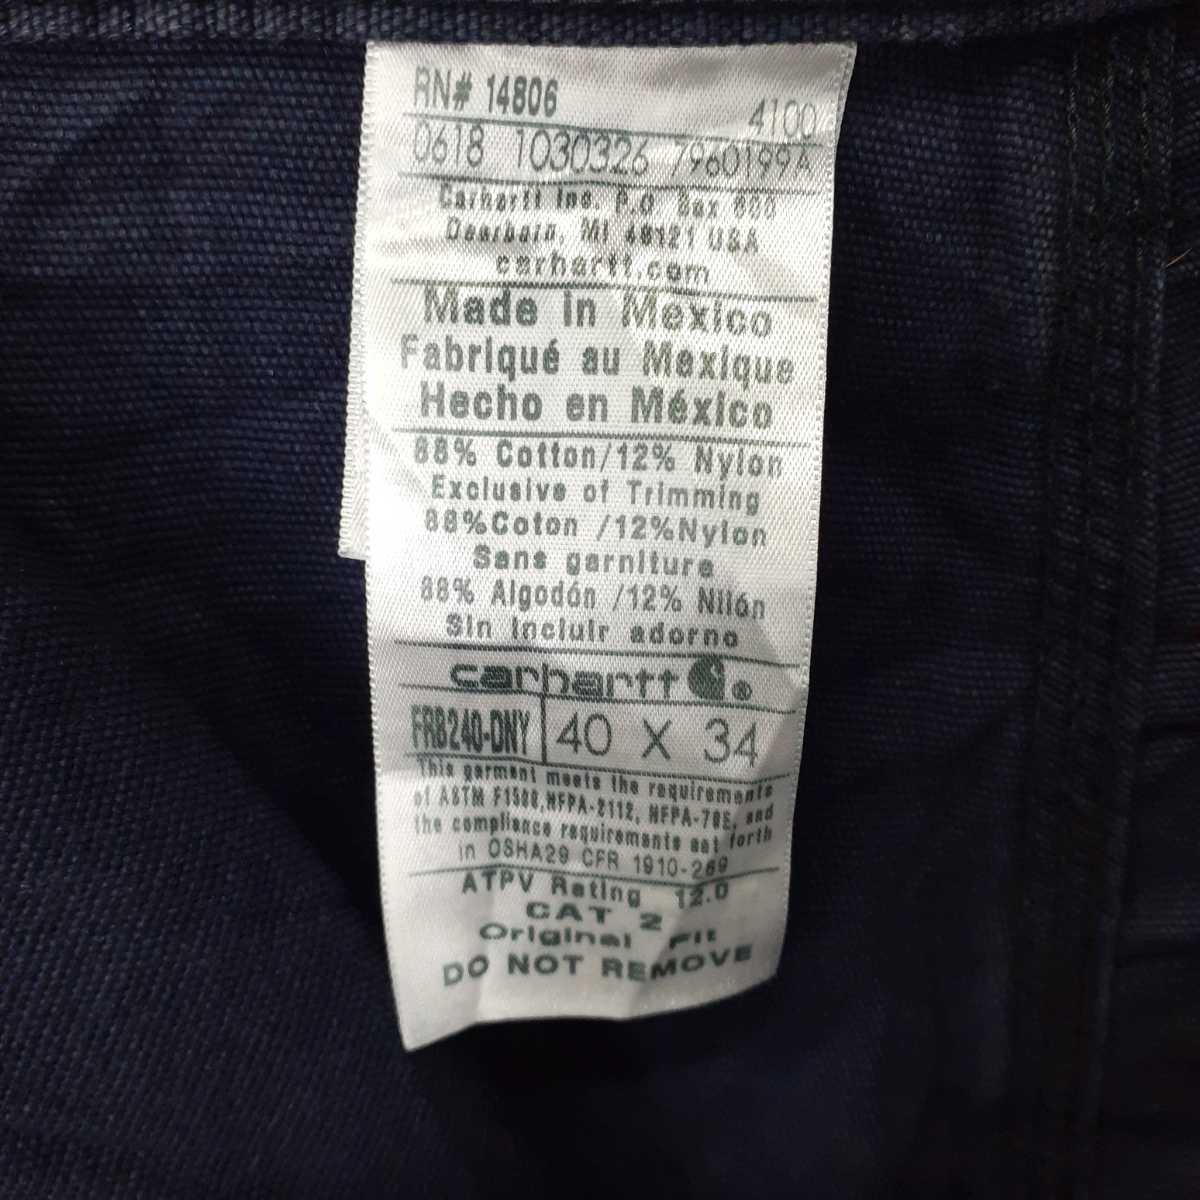 RN# 14806 4100
0618 1030326 7960199A
Carhartt Inc. P.O Box 600
Dearborn, MI 48121 USA
carhartt.com
Made in Mexico
Fabriqué au Mexique
Hecho en México
88% Cotton/12% Nylon
Exclusive of Trimming
88%Coton /12%Nylon
Sans garniture
88% Algodón /12% Nilón
Sin incluir adorno
carhartt ®
FRB240-DNY 40 X 34
This garment meets the requirements
of ASTM F1506,NFPA-2112, NFPA-70E, and
the compliance requirements set forth
in OSHA29 CFR 1910-269
ATPV Rating 12.0
CAT 2
Original Fit
DO NOT REMOVE